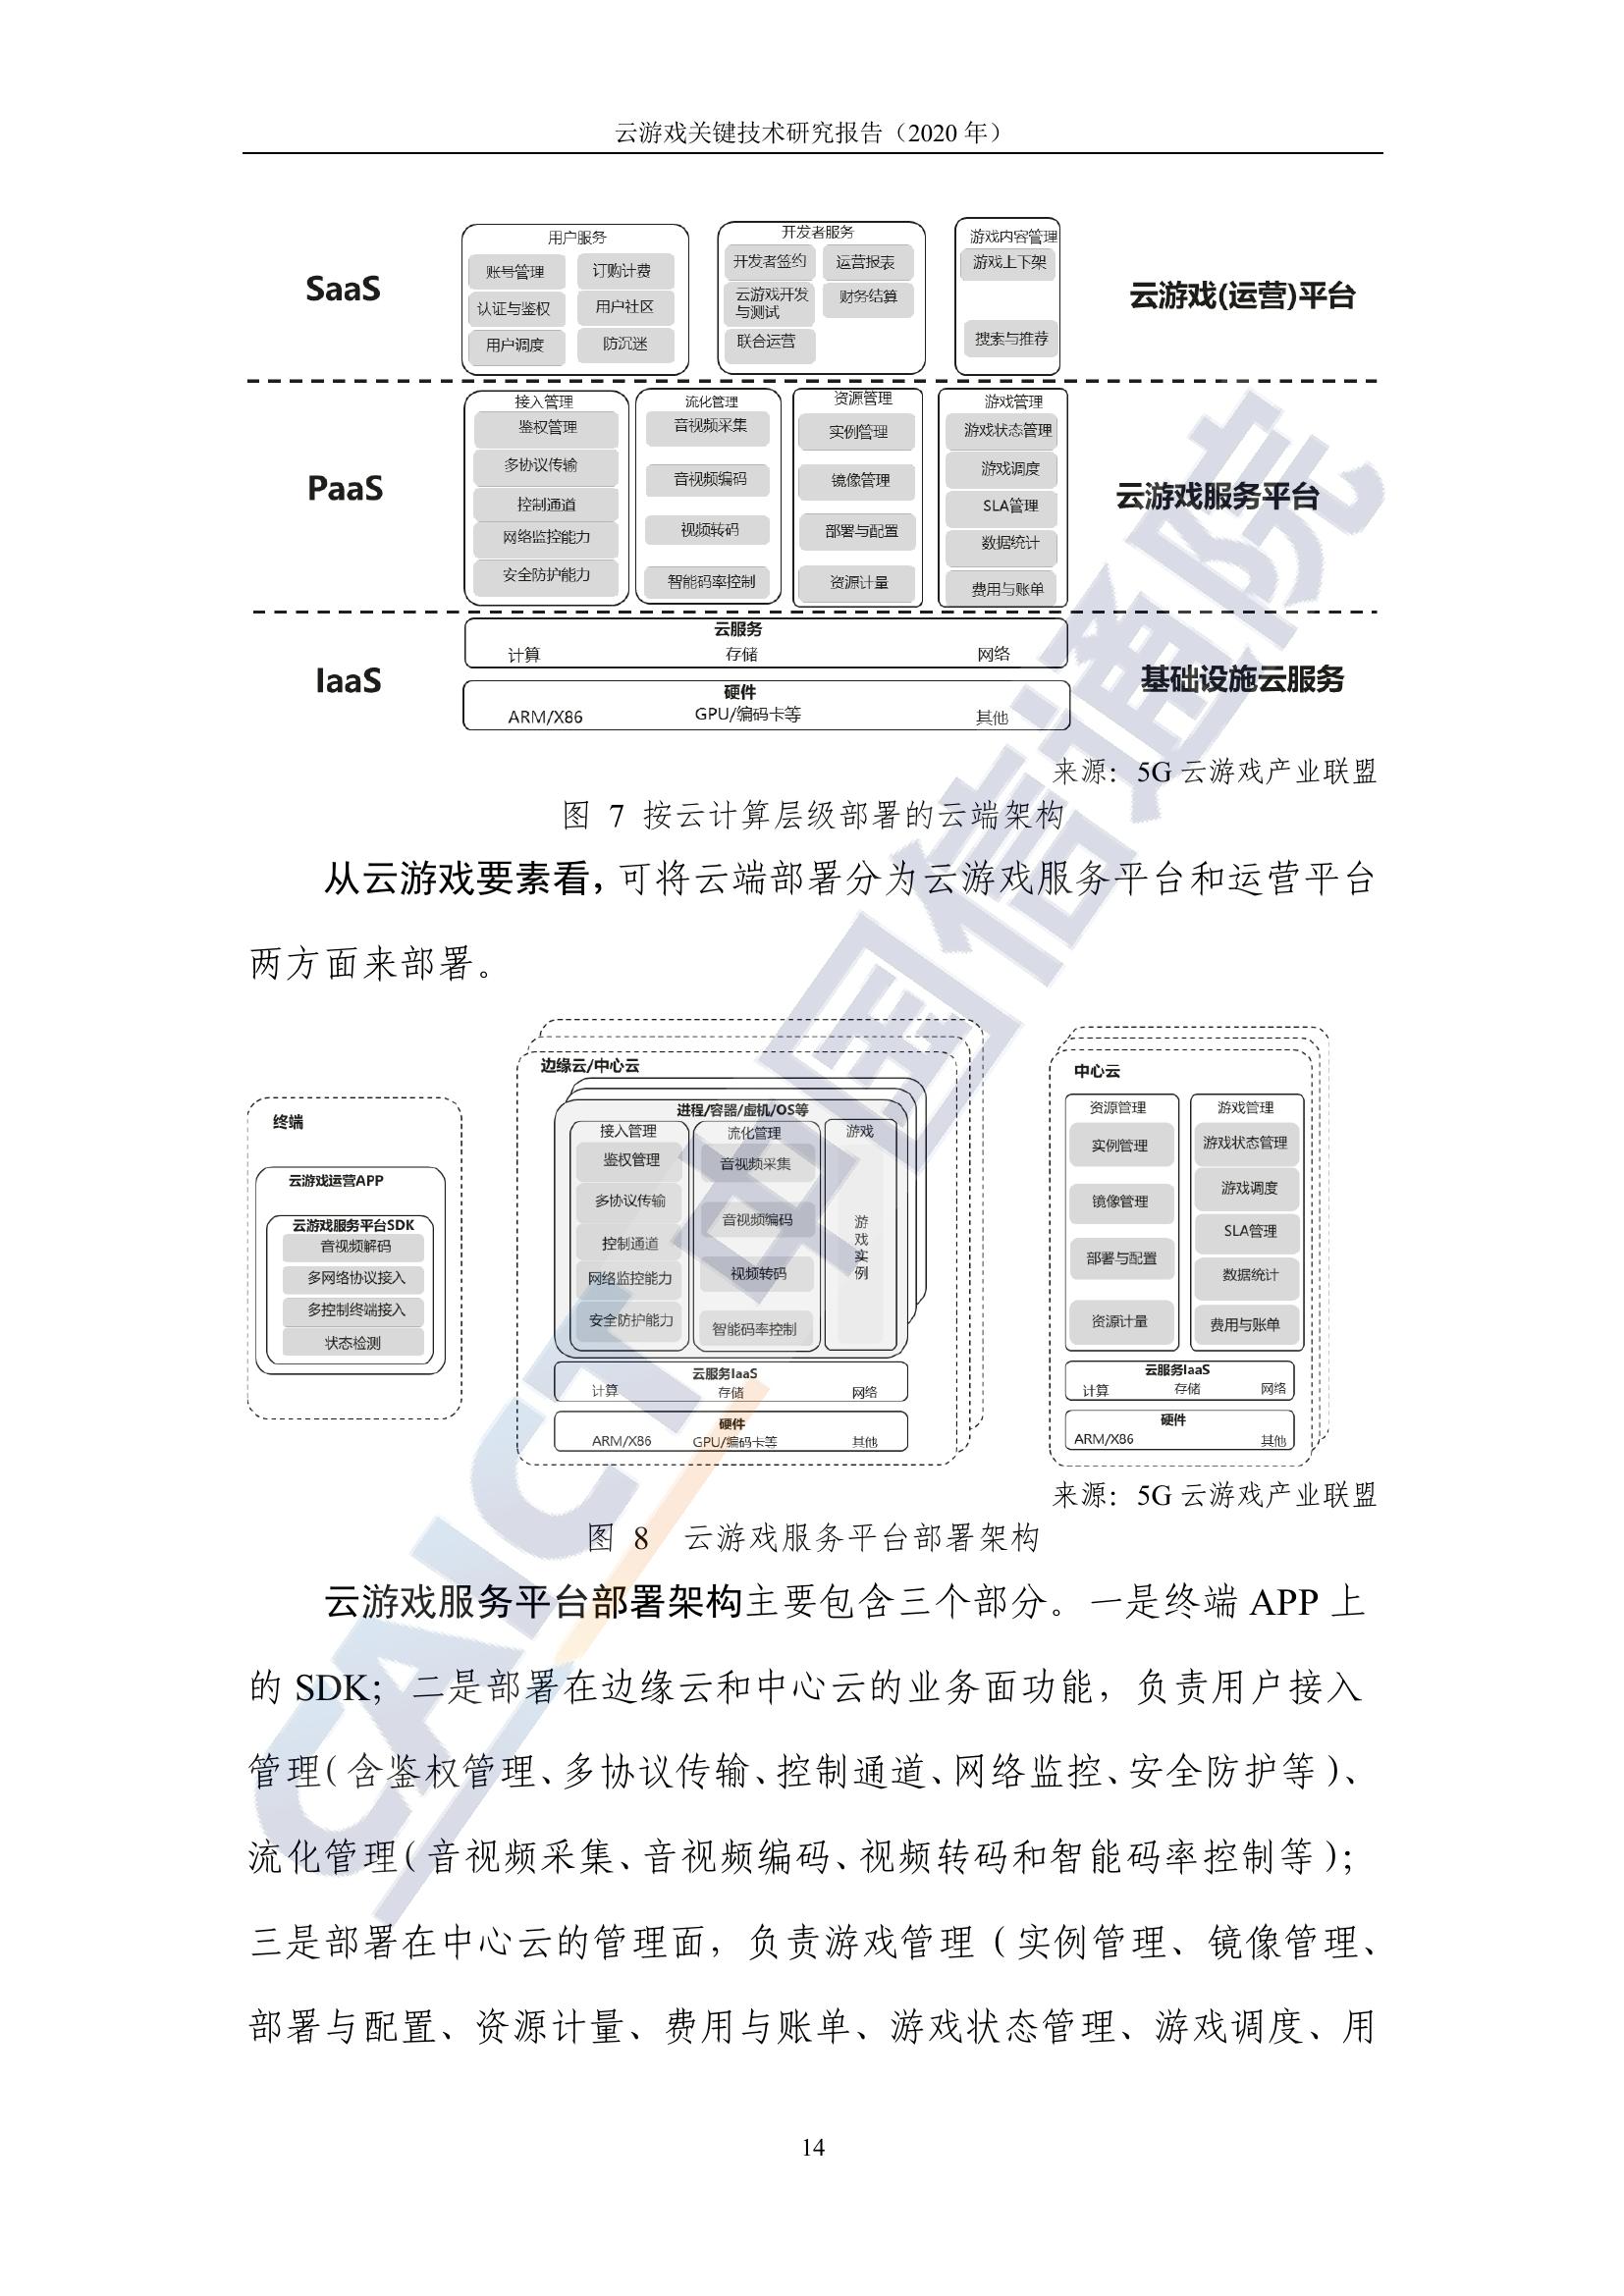 云游戏关键技术研究报告（2020 年）
SaaS
用户服务
账号管理 订购计费
认证与鉴权 用户社区
用户调度 防沉迷
开发者服务
开发者签约 运营报表
云游戏开发 财务结算
与测试
联合运营
游戏内容管理
游戏上下架
搜索与推荐
云游戏(运营)平台
PaaS
接入管理
鉴权管理
多协议传输
控制通道
网络监控能力
安全防护能力
流化管理
音视频采集
音视频编码
视频转码
智能码率控制
资源管理
实例管理
镜像管理
部署与配置
资源计量
游戏管理
游戏状态管理
游戏调度
SLA管理
数据统计
费用与账单
云游戏服务平台
IaaS
云服务
计算 存储 网络
硬件
ARM/X86 GPU/编码卡等 其他
基础设施云服务
来源：5G 云游戏产业联盟
图 7 按云计算层级部署的云端架构
从云游戏要素看，可将云端部署分为云游戏服务平台和运营平台
两方面来部署。
终端
云游戏运营APP
云游戏服务平台SDK
音视频解码
多网络协议接入
多控制终端接入
状态检测
边缘云/中心云
进程/容器/虚机/OS等
接入管理
鉴权管理
多协议传输
控制通道
网络监控能力
安全防护能力
流化管理
音视频采集
音视频编码
视频转码
智能码率控制
游戏
游戏实例
云服务IaaS
计算 存储 网络
硬件
ARM/X86 GPU/编码卡等 其他
中心云
资源管理
实例管理
镜像管理
部署与配置
资源计量
游戏管理
游戏状态管理
游戏调度
SLA管理
数据统计
费用与账单
云服务IaaS
计算 存储 网络
硬件
ARM/X86 其他
来源：5G 云游戏产业联盟
图 8 云游戏服务平台部署架构
云游戏服务平台部署架构主要包含三个部分。一是终端 APP 上
的 SDK；二是部署在边缘云和中心云的业务面功能，负责用户接入
管理（含鉴权管理、多协议传输、控制通道、网络监控、安全防护等）、
流化管理（音视频采集、音视频编码、视频转码和智能码率控制等）；
三是部署在中心云的管理面，负责游戏管理（实例管理、镜像管理、
部署与配置、资源计量、费用与账单、游戏状态管理、游戏调度、用
14
CAICT 中国信通院